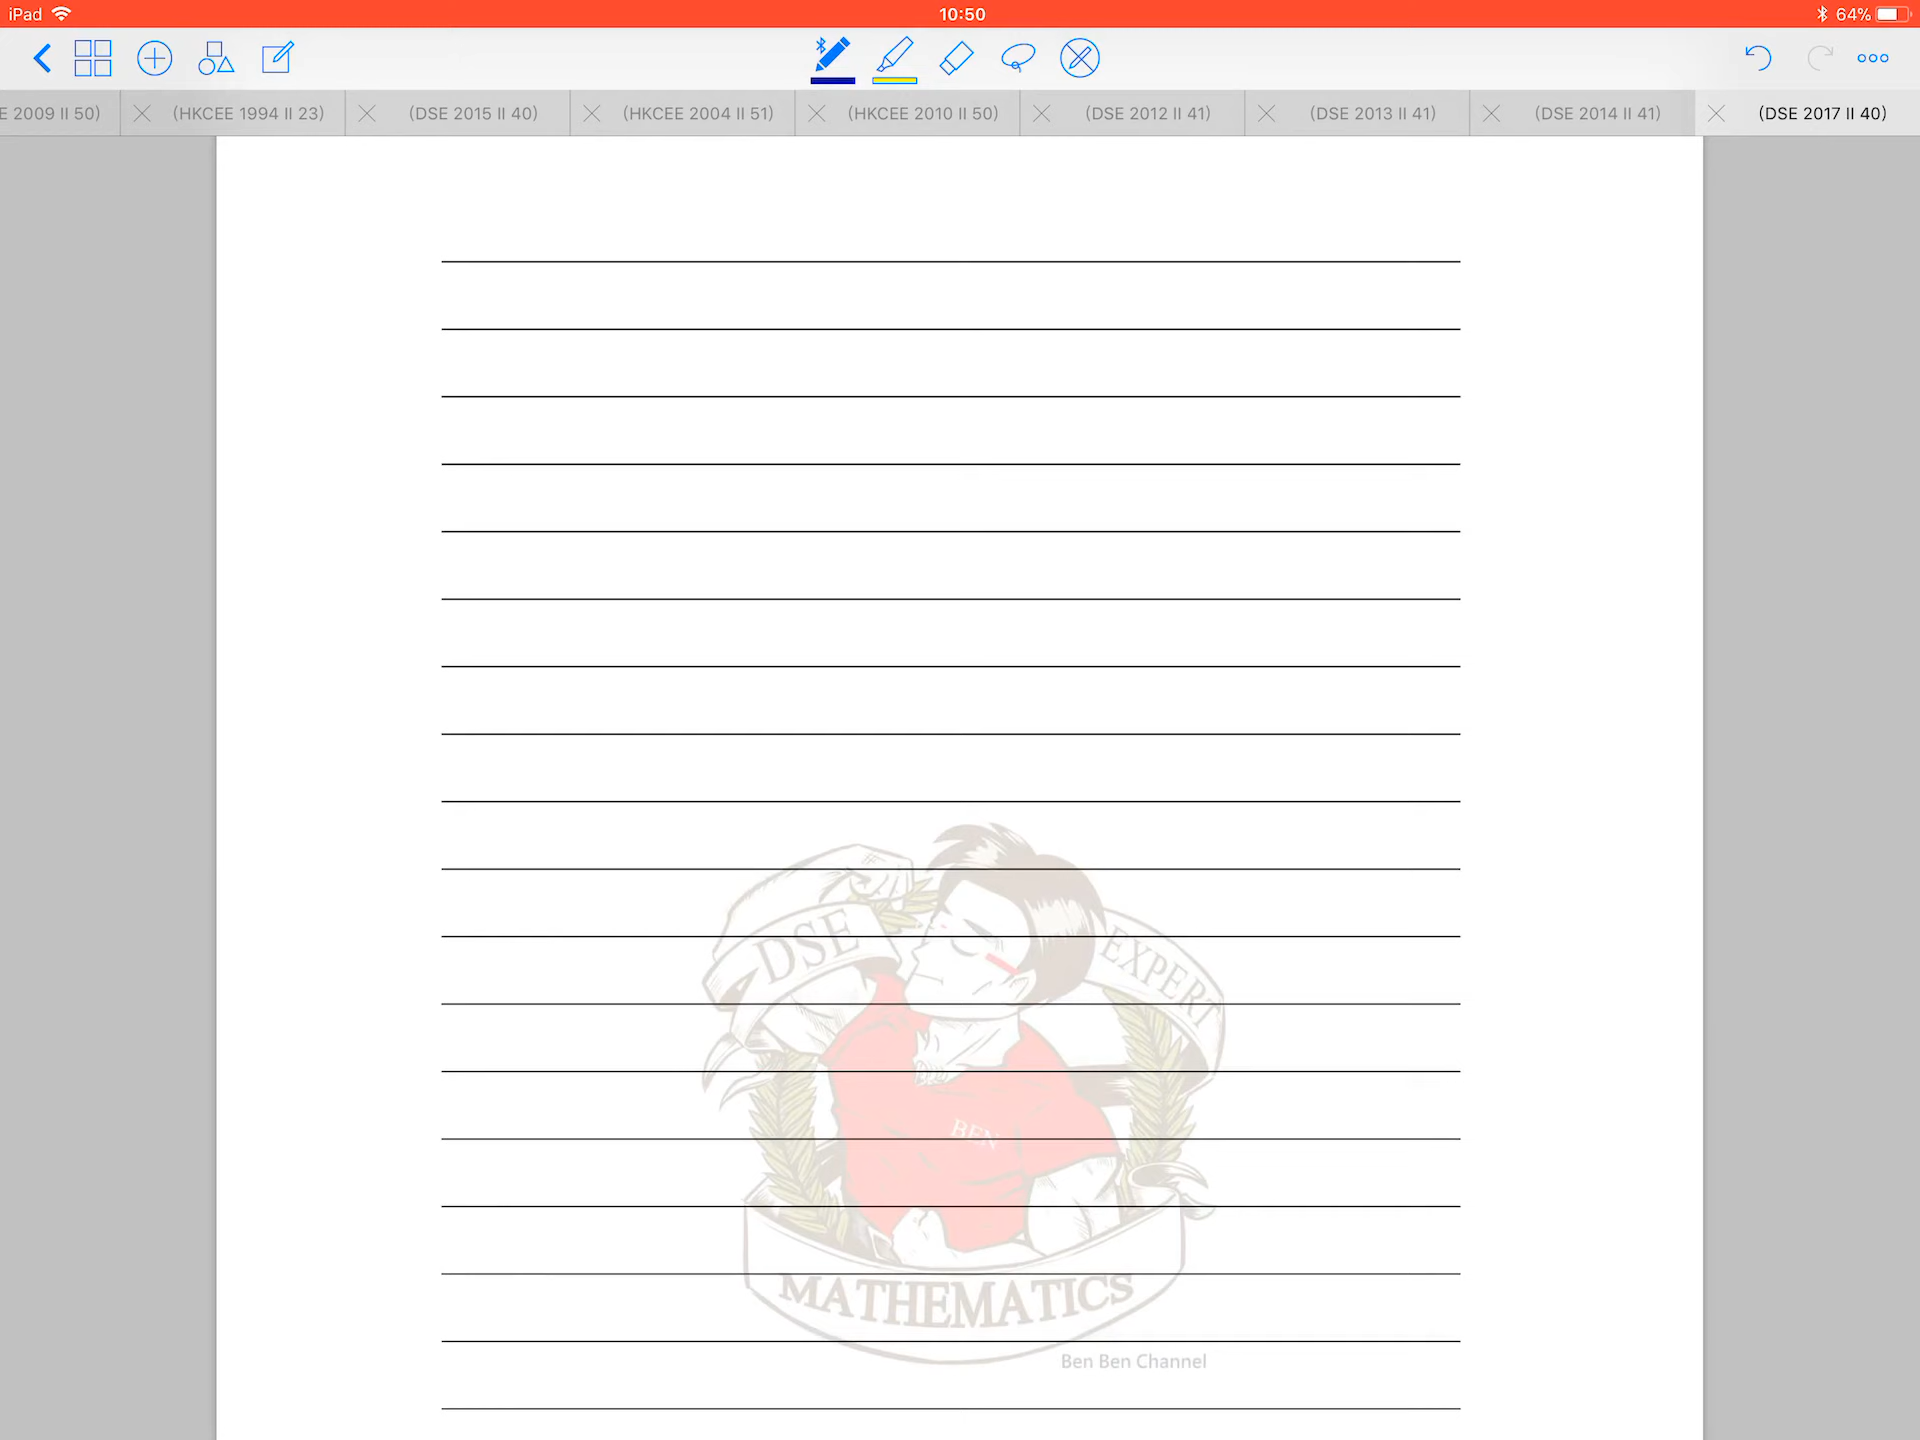 iPad 10:50 64%
E 2009 II 50) (HKCEE 1994 II 23) (DSE 2015 II 40) (HKCEE 2004 II 51) (HKCEE 2010 II 50) (DSE 2012 II 41) (DSE 2013 II 41) (DSE 2014 II 41) (DSE 2017 II 40)
DSE EXPERT
BEN
MATHEMATICS
Ben Ben Channel